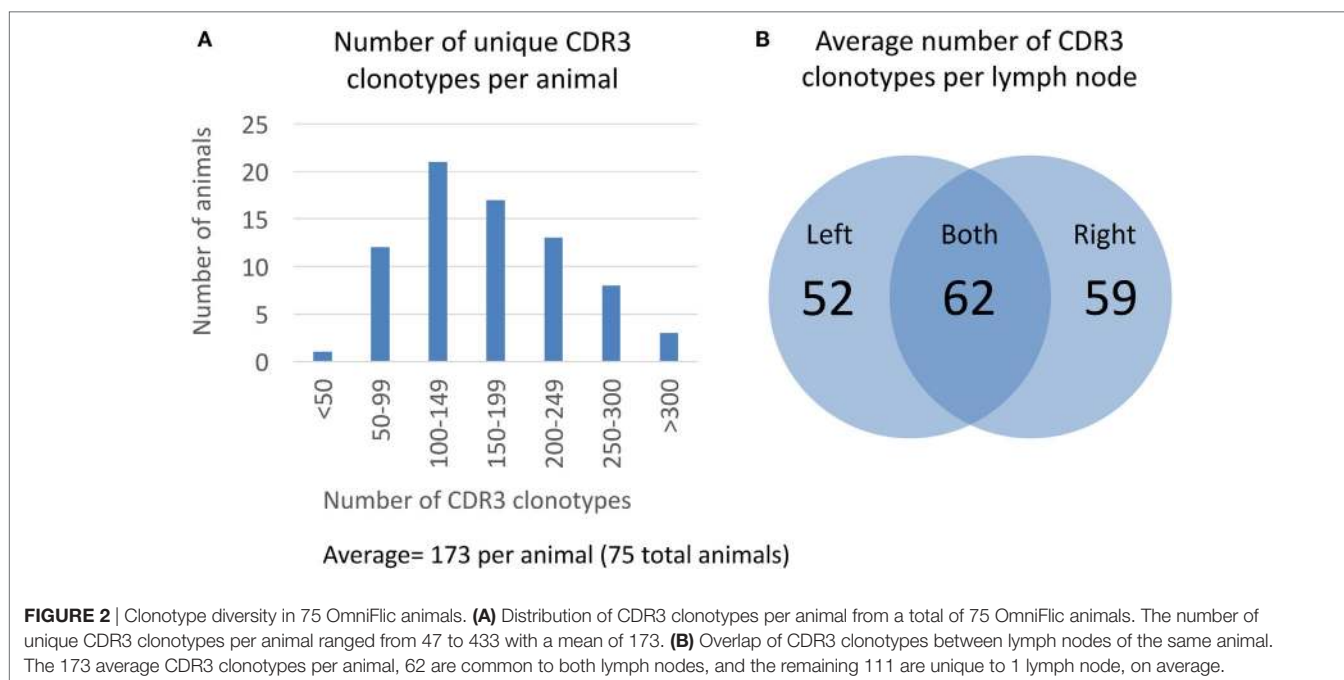 A
Number of unique CDR3
clonotypes per animal
Number of animals
25
20
15
10
5
0
<50
50-99
100-149
150-199
200-249
250-300
>300
Number of CDR3 clonotypes
Average= 173 per animal (75 total animals)
B
Average number of CDR3
clonotypes per lymph node
Left
Both
Right
52
62
59
FIGURE 2 | Clonotype diversity in 75 OmniFlic animals. (A) Distribution of CDR3 clonotypes per animal from a total of 75 OmniFlic animals. The number of
unique CDR3 clonotypes per animal ranged from 47 to 433 with a mean of 173. (B) Overlap of CDR3 clonotypes between lymph nodes of the same animal.
The 173 average CDR3 clonotypes per animal, 62 are common to both lymph nodes, and the remaining 111 are unique to 1 lymph node, on average.